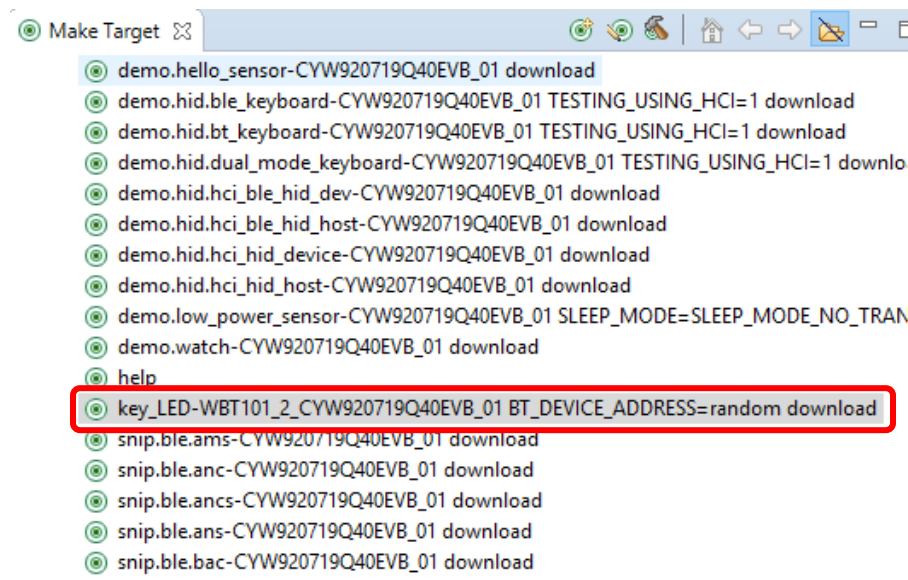 Make Target
demo.hello_sensor-CYW920719Q40EVB_01 download
demo.hid.ble_keyboard-CYW920719Q40EVB_01 TESTING_USING_HCI=1 download
demo.hid.bt_keyboard-CYW920719Q40EVB_01 TESTING_USING_HCI=1 download
demo.hid.dual_mode_keyboard-CYW920719Q40EVB_01 TESTING_USING_HCI=1 downlo
demo.hid.hci_ble_hid_dev-CYW920719Q40EVB_01 download
demo.hid.hci_ble_hid_host-CYW920719Q40EVB_01 download
demo.hid.hci_hid_device-CYW920719Q40EVB_01 download
demo.hid.hci_hid_host-CYW920719Q40EVB_01 download
demo.low_power_sensor-CYW920719Q40EVB_01 SLEEP_MODE=SLEEP_MODE_NO_TRAN
demo.watch-CYW920719Q40EVB_01 download
help
key_LED-WBT101_2_CYW920719Q40EVB_01 BT_DEVICE_ADDRESS=random download
snip.ble.ams-CYW920719Q40EVB_01 download
snip.ble.anc-CYW920719Q40EVB_01 download
snip.ble.ancs-CYW920719Q40EVB_01 download
snip.ble.ans-CYW920719Q40EVB_01 download
snip.ble.bac-CYW920719Q40EVB_01 download